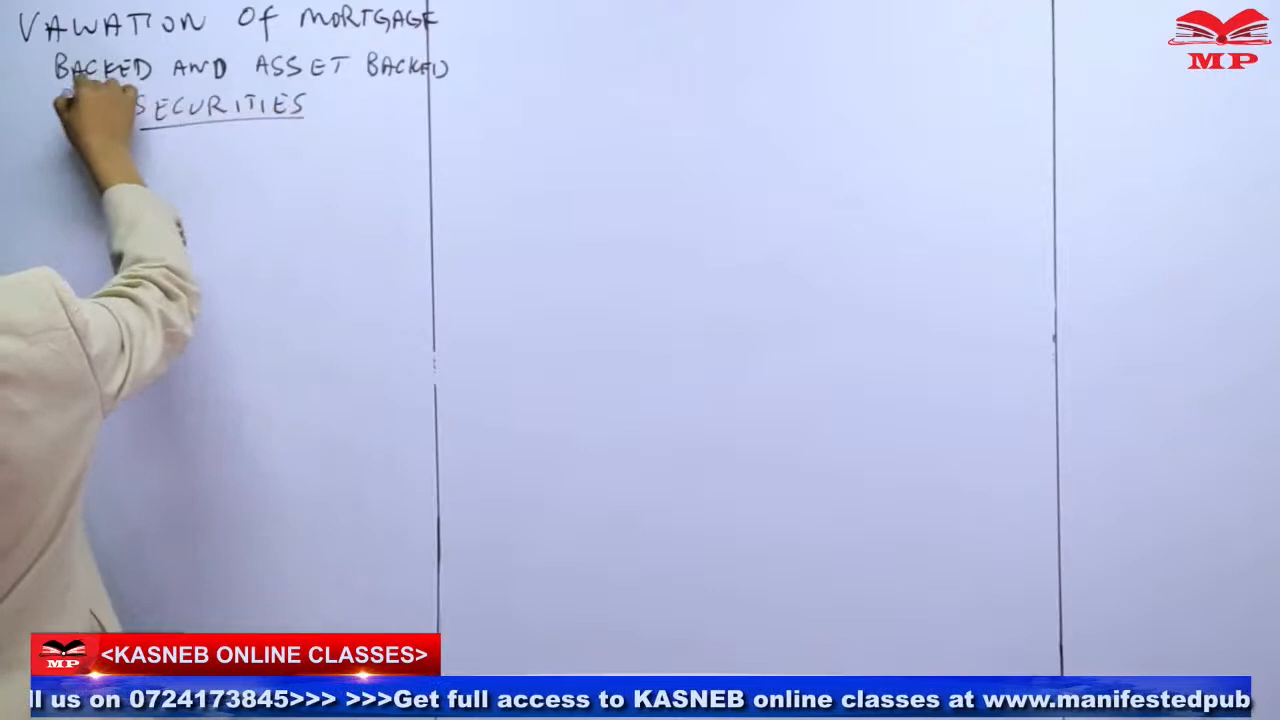 VALUATION OF MORTGAGE
BACKED AND ASSET BACKED
SECURITIES
MP
MP
<KASNEB ONLINE CLASSES>
ll us on 0724173845>>> >>>Get full access to KASNEB online classes at www.manifestedpub